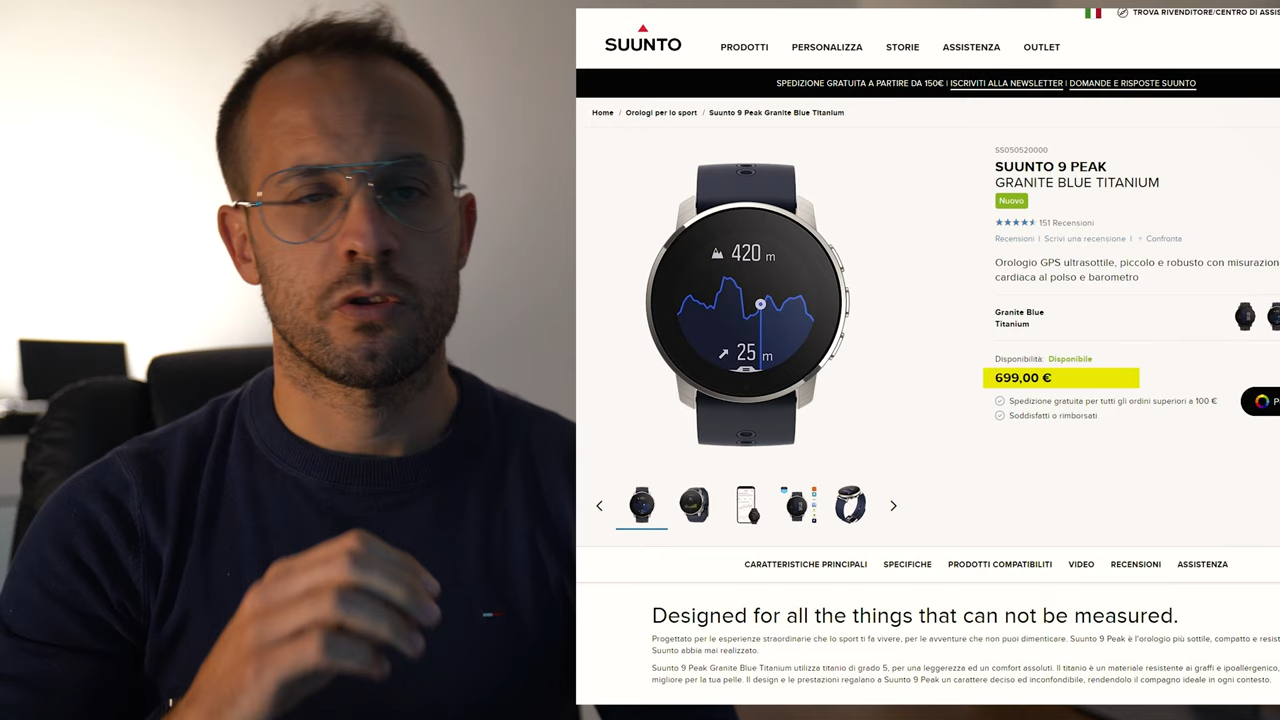 TROVA RIVENDITORE/CENTRO DI
SUUNTO
PRODOTTI PERSONALIZZA STORIE ASSISTENZA OUTLET
SPEDIZIONE GRATUITA A PARTIRE DA 150€ | ISCRIVITI ALLA NEWSLETTER | DOMANDE E RISPOSTE SUUNTO
Home / Orologi per lo sport / Suunto 9 Peak Granite Blue Titanium
SS050520000
SUUNTO 9 PEAK
GRANITE BLUE TITANIUM
Nuovo
151 Recensioni
Recensioni | Scrivi una recensione | + Confronta
Orologio GPS ultrasottile, piccolo e robusto con
cardiaca al polso e barometro
420 m
25 m
Granite Blue
Titanium
Disponibilità: Disponibile
699,00 €
Spedizione gratuita per tutti gli ordini superiori a 100 €
Soddisfatti o rimborsati
CARATTERISTICHE PRINCIPALI SPECIFICHE PRODOTTI COMPATIBILI VIDEO RECENSIONI ASSISTENZA
Designed for all the things that can not be measured.
Progettato per le esperienze straordinarie che lo sport ti fa vivere, per le avventure che non puoi dimenticare. Suunto 9 Peak è l'orologio più sottile, compatto e
Suunto abbia mai realizzato.
Suunto 9 Peak Granite Blue Titanium utilizza titanio di grado 5, per una leggerezza ed un comfort assoluti. Il titanio è un materiale resistente ai graffi e ipoallergenico,
migliore per la tua pelle. Il design e le prestazioni regalano a Suunto 9 Peak un carattere deciso ed inconfondibile, rendendolo il compagno ideale in ogni contesto.